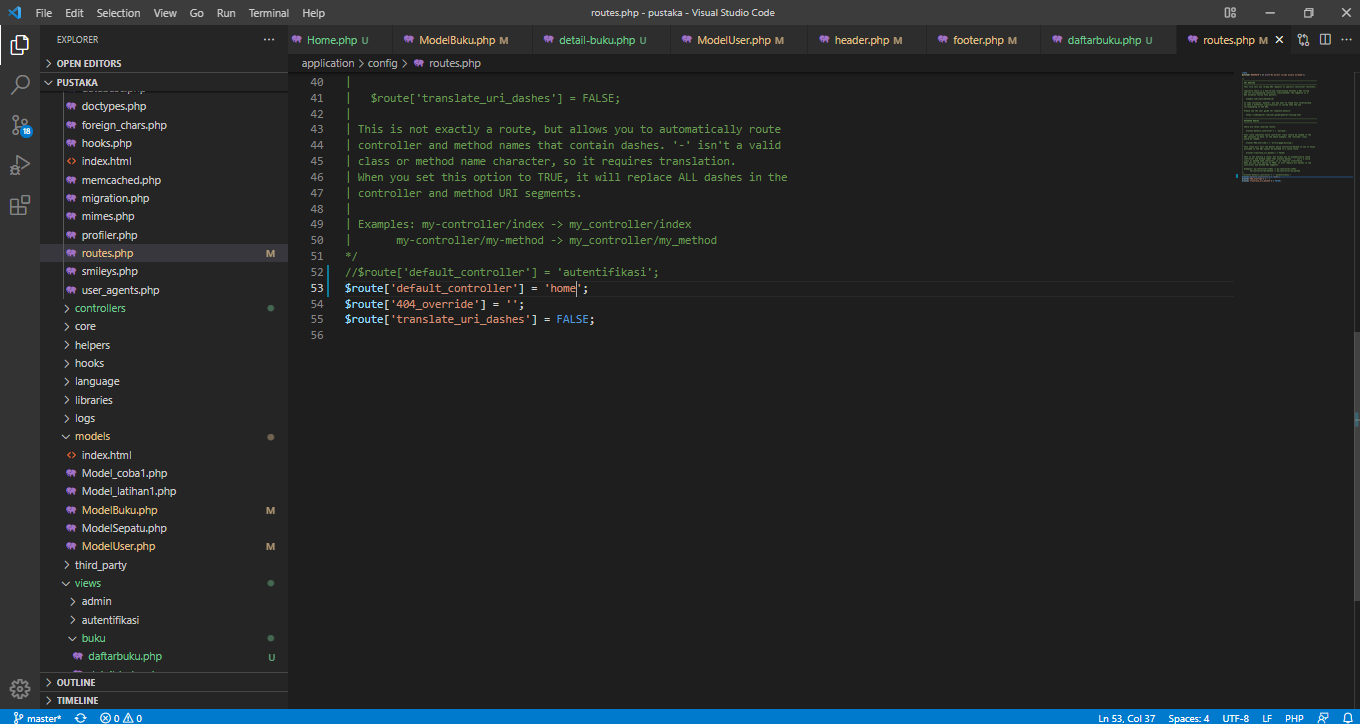 File Edit Selection View Go Run Terminal Help
routes.php - pustaka - Visual Studio Code
EXPLORER
OPEN EDITORS
PUSTAKA
doctypes.php
foreign_chars.php
hooks.php
index.html
memcached.php
migration.php
mimes.php
profiler.php
routes.php M
smileys.php
user_agents.php
controllers
core
helpers
hooks
language
libraries
logs
models
index.html
Model_coba1.php
Model_latihan1.php
ModelBuku.php M
ModelSepatu.php
ModelUser.php M
third_party
views
admin
autentifikasi
buku
daftarbuku.php U
OUTLINE
TIMELINE
18
Home.php U ModelBuku.php M detail-buku.php U ModelUser.php M header.php M footer.php M daftarbuku.php U routes.php M
application > config > routes.php
40 |
41 | $route['translate_uri_dashes'] = FALSE;
42 |
43 | This is not exactly a route, but allows you to automatically route
44 | controller and method names that contain dashes. '-' isn't a valid
45 | class or method name character, so it requires translation.
46 | When you set this option to TRUE, it will replace ALL dashes in the
47 | controller and method URI segments.
48 |
49 | Examples: my-controller/index -> my_controller/index
50 | my-controller/my-method -> my_controller/my_method
51 */
52 //$route['default_controller'] = 'autentifikasi';
53 $route['default_controller'] = 'home';
54 $route['404_override'] = '';
55 $route['translate_uri_dashes'] = FALSE;
56
master* 0 0 Ln 53, Col 37 Spaces: 4 UTF-8 LF PHP